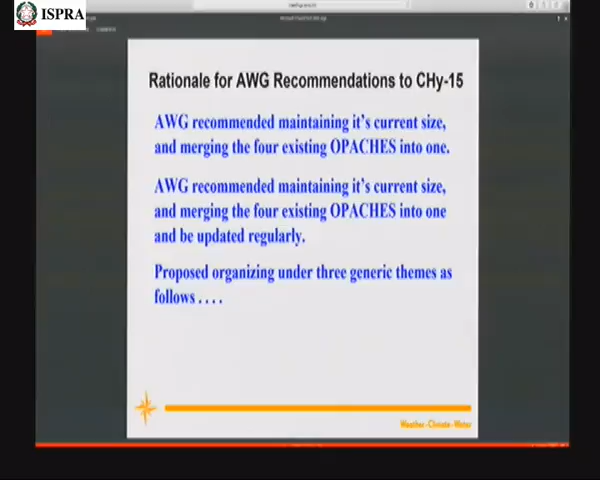 ISPRA
Rationale for AWG Recommendations to CHy-15
AWG recommended maintaining it's current size,
and merging the four existing OPACHES into one.
AWG recommended maintaining it's current size,
and merging the four existing OPACHES into one
and be updated regularly.
Proposed organizing under three generic themes as
follows . . . .
Weather - Climate - Water